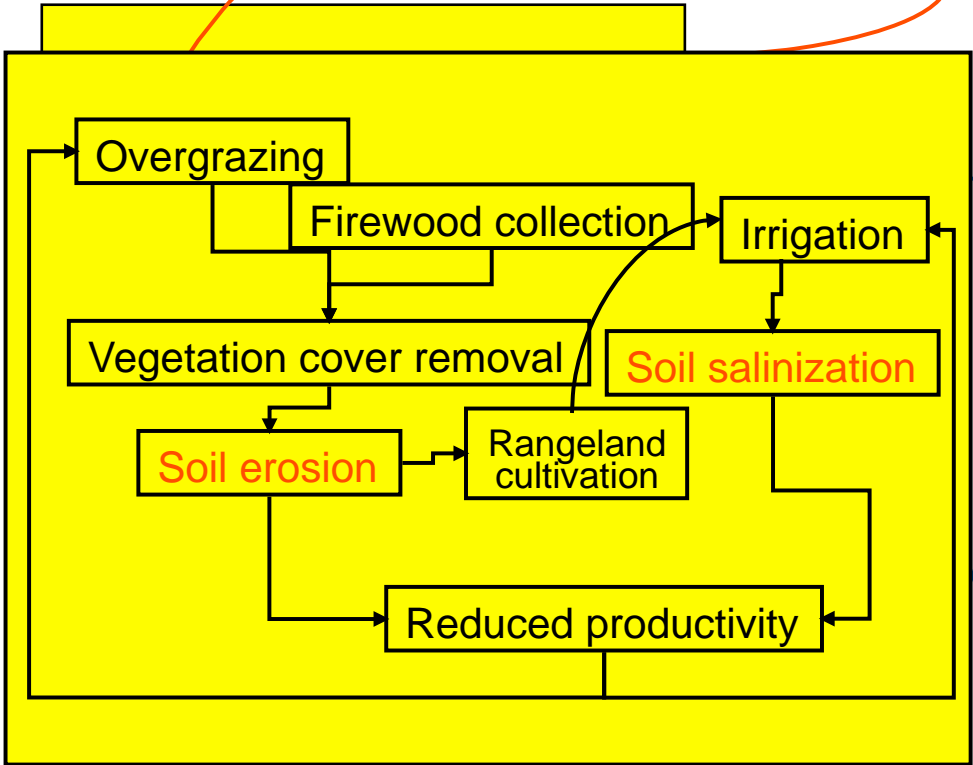 Overgrazing
Firewood collection
Irrigation
Vegetation cover removal
Soil salinization
Soil erosion
Rangeland
cultivation
Reduced productivity